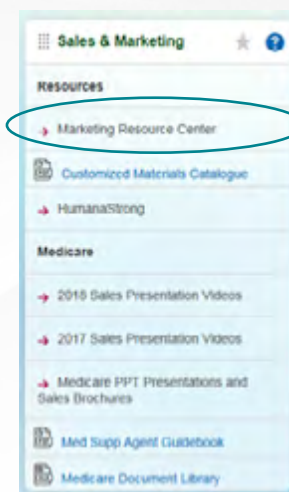 Sales & Marketing
Resources
Marketing Resource Center
Customized Materials Catalogue
HumanaStrong
Medicare
2018 Sales Presentation Videos
2017 Sales Presentation Videos
Medicare PPT Presentations and
Sales Brochures
Med Supp Agent Guidebook
Medicare Document Library